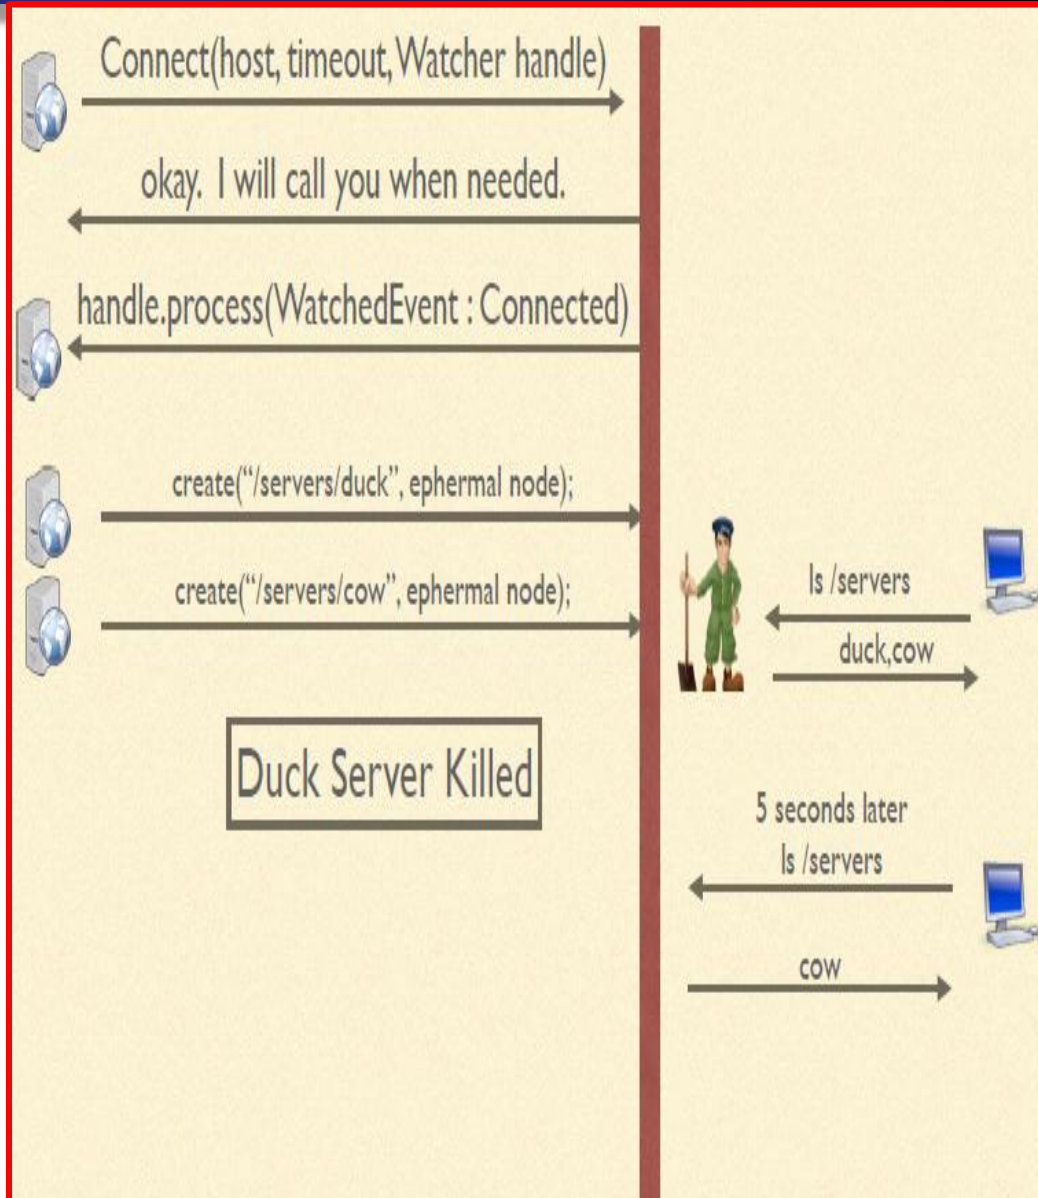 Connect(host, timeout, Watcher handle)
okay. I will call you when needed.
handle.process(WatchedEvent : Connected)
create(“/servers/duck”, ephermal node);
create(“/servers/cow”, ephermal node);
ls /servers
duck,cow
Duck Server Killed
5 seconds later
ls /servers
cow